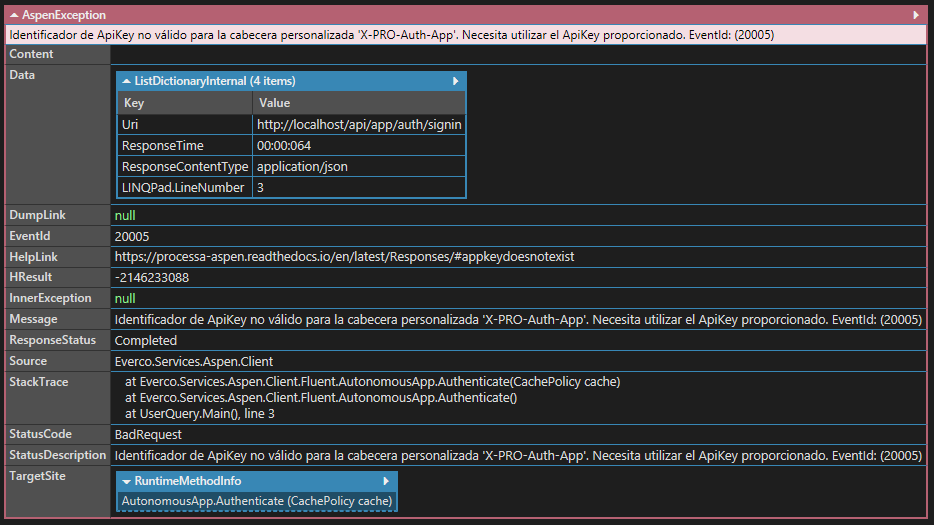 AspenException
Identificador de ApiKey no válido para la cabecera personalizada 'X-PRO-Auth-App'. Necesita utilizar el ApiKey proporcionado. EventId: (20005)
Content
Data
ListDictionaryInternal (4 items)
Key Value
Uri http://localhost/api/app/auth/signin
ResponseTime 00:00:064
ResponseContentType application/json
LINQPad.LineNumber 3
DumpLink null
EventId 20005
HelpLink https://processa-aspen.readthedocs.io/en/latest/Responses/#appkeydoesnotexist
HResult -2146233088
InnerException null
Message Identificador de ApiKey no válido para la cabecera personalizada 'X-PRO-Auth-App'. Necesita utilizar el ApiKey proporcionado. EventId: (20005)
ResponseStatus Completed
Source Everco.Services.Aspen.Client
StackTrace at Everco.Services.Aspen.Client.Fluent.AutonomousApp.Authenticate(CachePolicy cache)
at Everco.Services.Aspen.Client.Fluent.AutonomousApp.Authenticate()
at UserQuery.Main(), line 3
StatusCode BadRequest
StatusDescription Identificador de ApiKey no válido para la cabecera personalizada 'X-PRO-Auth-App'. Necesita utilizar el ApiKey proporcionado. EventId: (20005)
TargetSite
RuntimeMethodInfo
AutonomousApp.Authenticate (CachePolicy cache)